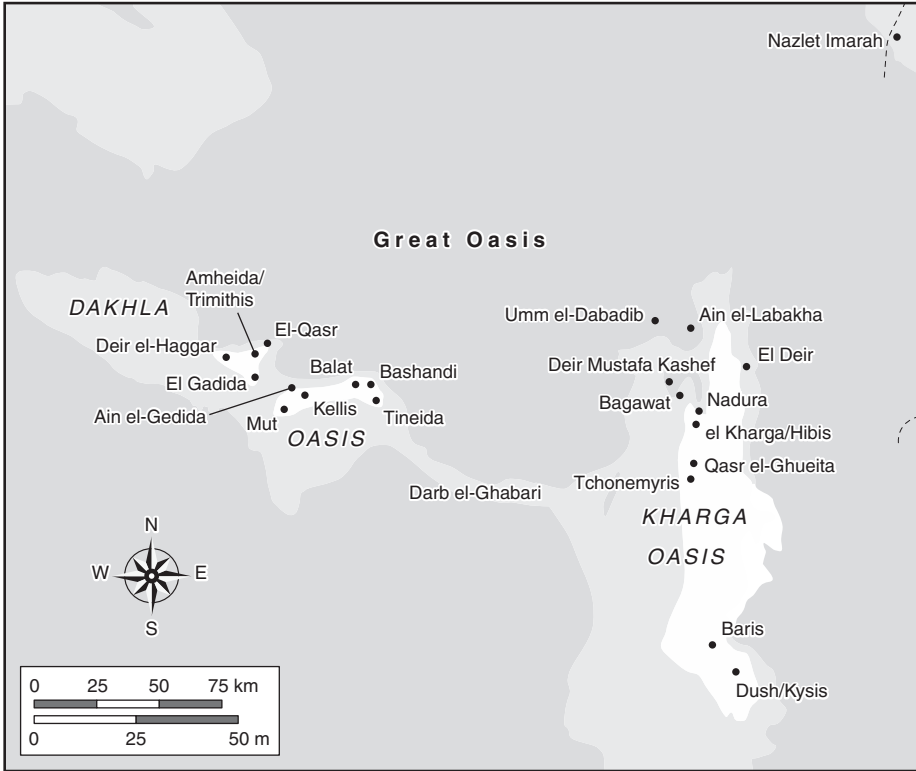 Nazlet Imarah
Great Oasis
Amheida/
Trimithis
DAKHLA
El-Qasr
Deir el-Haggar
El Gadida
Balat
Bashandi
Ain el-Gedida
Kellis
Mut
Tineida
OASIS
Umm el-Dabadib
Ain el-Labakha
Deir Mustafa Kashef
El Deir
Bagawat
Nadura
el Kharga/Hibis
Qasr el-Ghueita
Tchonemyris
Darb el-Ghabari
KHARGA
OASIS
Baris
Dush/Kysis
N
W
E
S
0 25 50 75 km
0 25 50 m